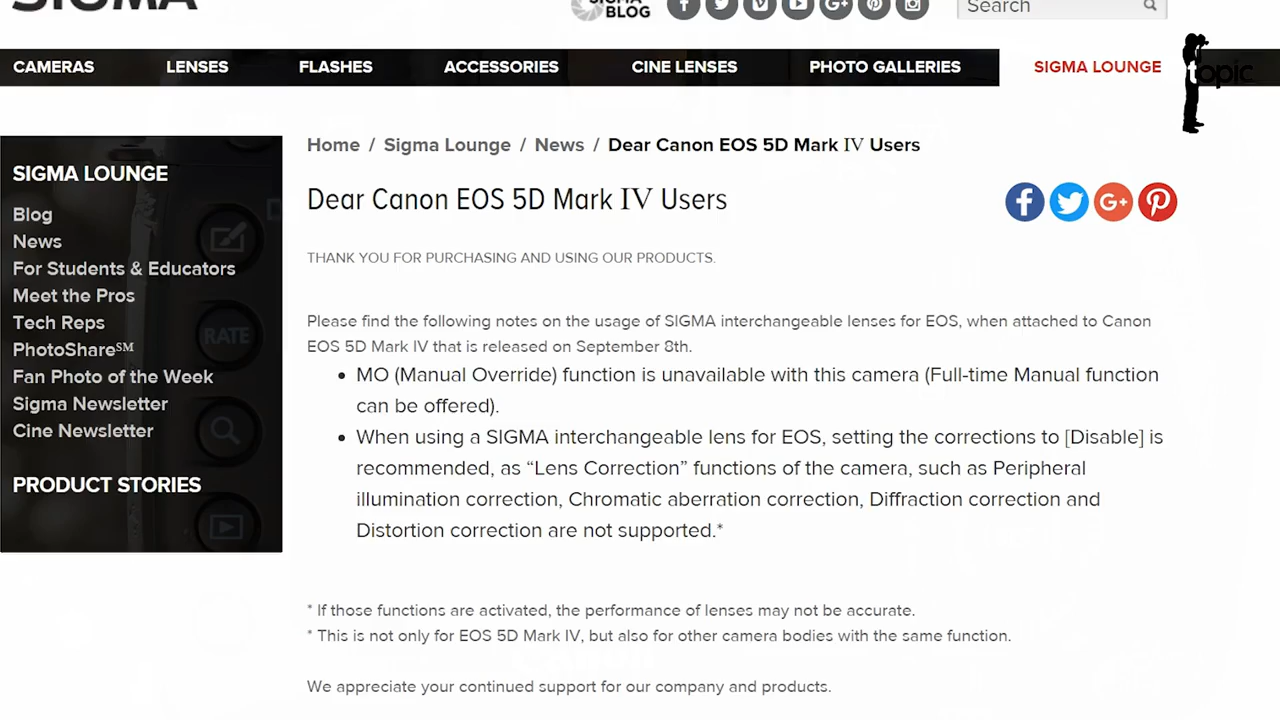 SIGMA
SIGMA
BLOG
Search
CAMERAS LENSES FLASHES ACCESSORIES CINE LENSES PHOTO GALLERIES SIGMA LOUNGE
topic
Home / Sigma Lounge / News / Dear Canon EOS 5D Mark IV Users
SIGMA LOUNGE
Blog
News
For Students & Educators
Meet the Pros
Tech Reps
PhotoShare℠
Fan Photo of the Week
Sigma Newsletter
Cine Newsletter
PRODUCT STORIES
RATE
Dear Canon EOS 5D Mark IV Users
THANK YOU FOR PURCHASING AND USING OUR PRODUCTS.
Please find the following notes on the usage of SIGMA interchangeable lenses for EOS, when attached to Canon
EOS 5D Mark IV that is released on September 8th.
• MO (Manual Override) function is unavailable with this camera (Full-time Manual function
can be offered).
• When using a SIGMA interchangeable lens for EOS, setting the corrections to [Disable] is
recommended, as “Lens Correction” functions of the camera, such as Peripheral
illumination correction, Chromatic aberration correction, Diffraction correction and
Distortion correction are not supported.*
* If those functions are activated, the performance of lenses may not be accurate.
* This is not only for EOS 5D Mark IV, but also for other camera bodies with the same function.
We appreciate your continued support for our company and products.